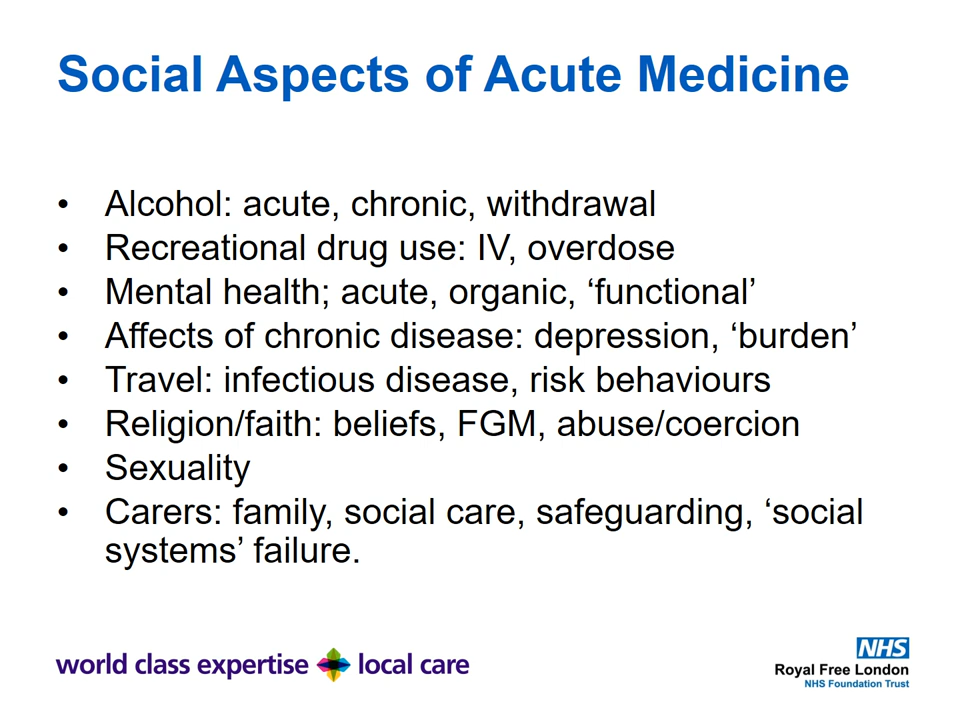 Social Aspects of Acute Medicine
• Alcohol: acute, chronic, withdrawal
• Recreational drug use: IV, overdose
• Mental health; acute, organic, ‘functional’
• Affects of chronic disease: depression, ‘burden’
• Travel: infectious disease, risk behaviours
• Religion/faith: beliefs, FGM, abuse/coercion
• Sexuality
• Carers: family, social care, safeguarding, ‘social
systems’ failure.
world class expertise local care
NHS
Royal Free London
NHS Foundation Trust